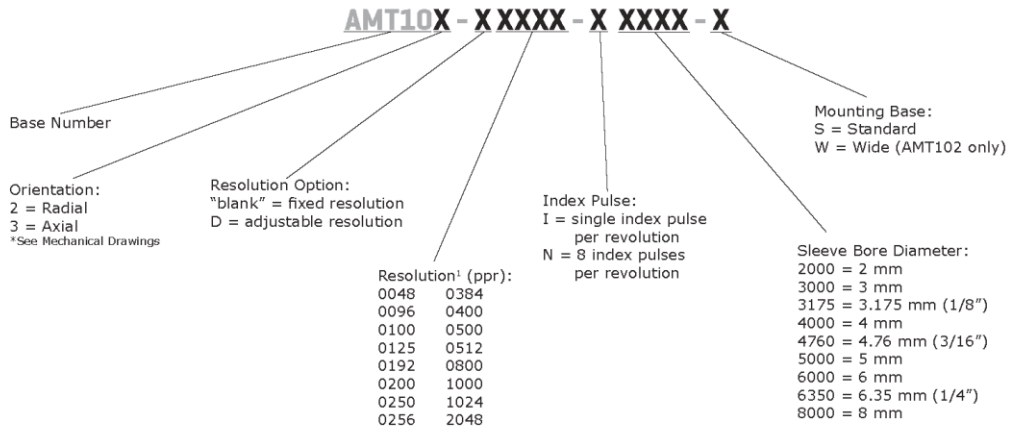 AMT10X - X XXXX - X XXXX - X
Base Number
Orientation:
2 = Radial
3 = Axial
*See Mechanical Drawings
Resolution Option:
"blank" = fixed resolution
D = adjustable resolution
Resolution¹ (ppr):
0048 0384
0096 0400
0100 0500
0125 0512
0192 0800
0200 1000
0250 1024
0256 2048
Index Pulse:
I = single index pulse
per revolution
N = 8 index pulses
per revolution
Mounting Base:
S = Standard
W = Wide (AMT102 only)
Sleeve Bore Diameter:
2000 = 2 mm
3000 = 3 mm
3175 = 3.175 mm (1/8")
4000 = 4 mm
4760 = 4.76 mm (3/16")
5000 = 5 mm
6000 = 6 mm
6350 = 6.35 mm (1/4")
8000 = 8 mm